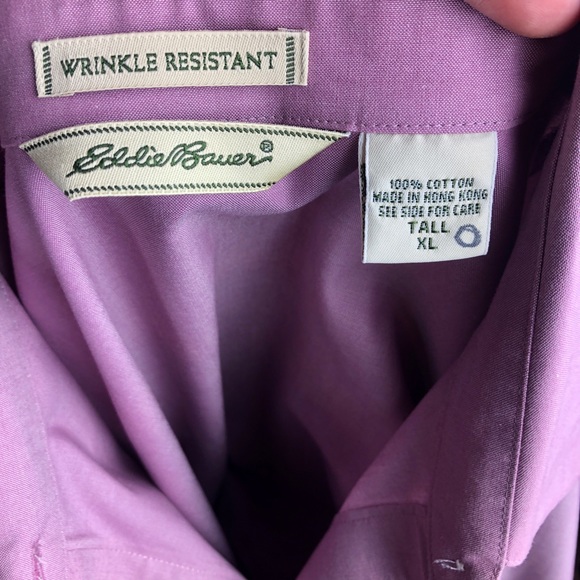 WRINKLE RESISTANT
Eddie Bauer®
100% COTTON
MADE IN HONG KONG
SEE SIDE FOR CARE
TALL
XL